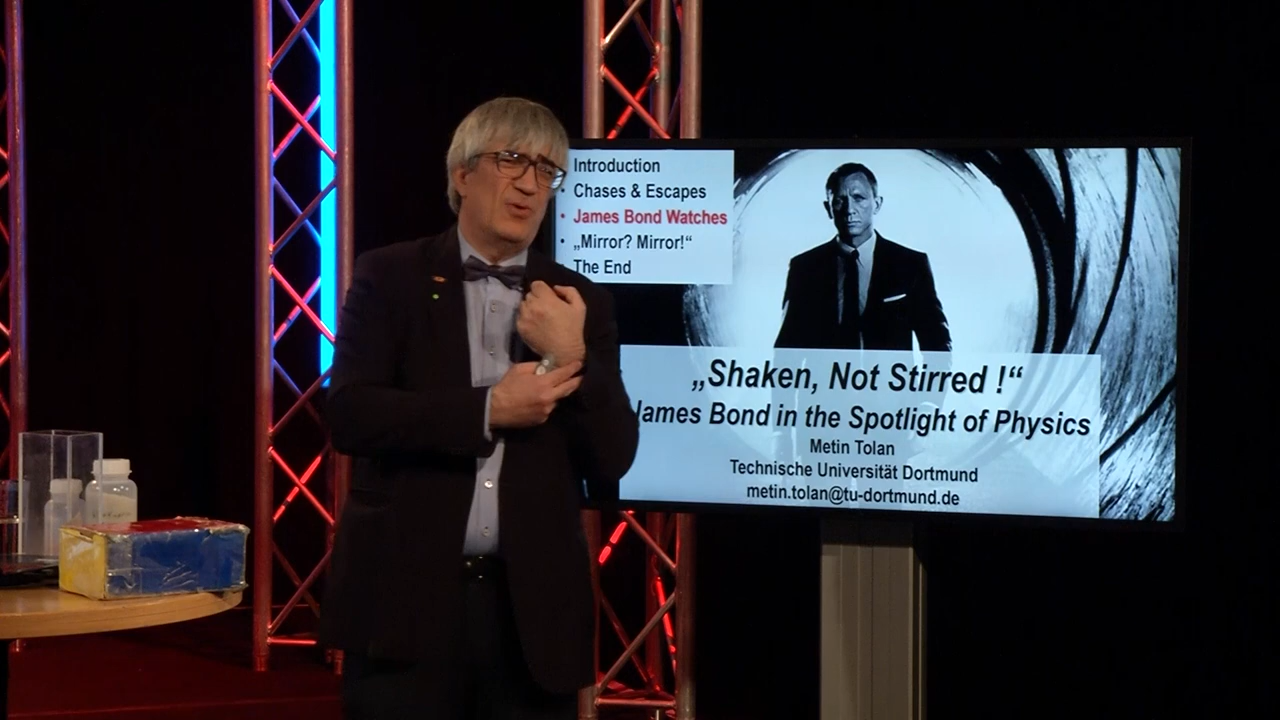 Introduction
• Chases & Escapes
• James Bond Watches
• „Mirror? Mirror!“
• The End
„Shaken, Not Stirred !“
James Bond in the Spotlight of Physics
Metin Tolan
Technische Universität Dortmund
metin.tolan@tu-dortmund.de